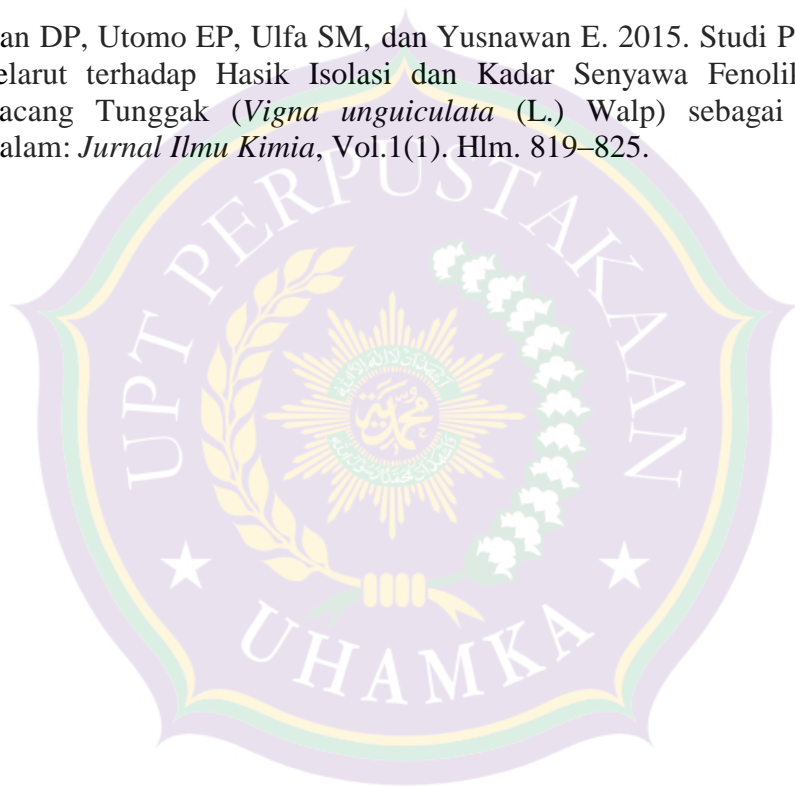 an DP, Utomo EP, Ulfa SM, dan Yusnawan E. 2015. Studi P
elarut terhadap Hasik Isolasi dan Kadar Senyawa Fenolik
acang Tunggak (Vigna unguiculata (L.) Walp) sebagai
alam: Jurnal Ilmu Kimia, Vol.1(1). Hlm. 819–825.
UPT PERPUSTAKAAN
UHAMKA